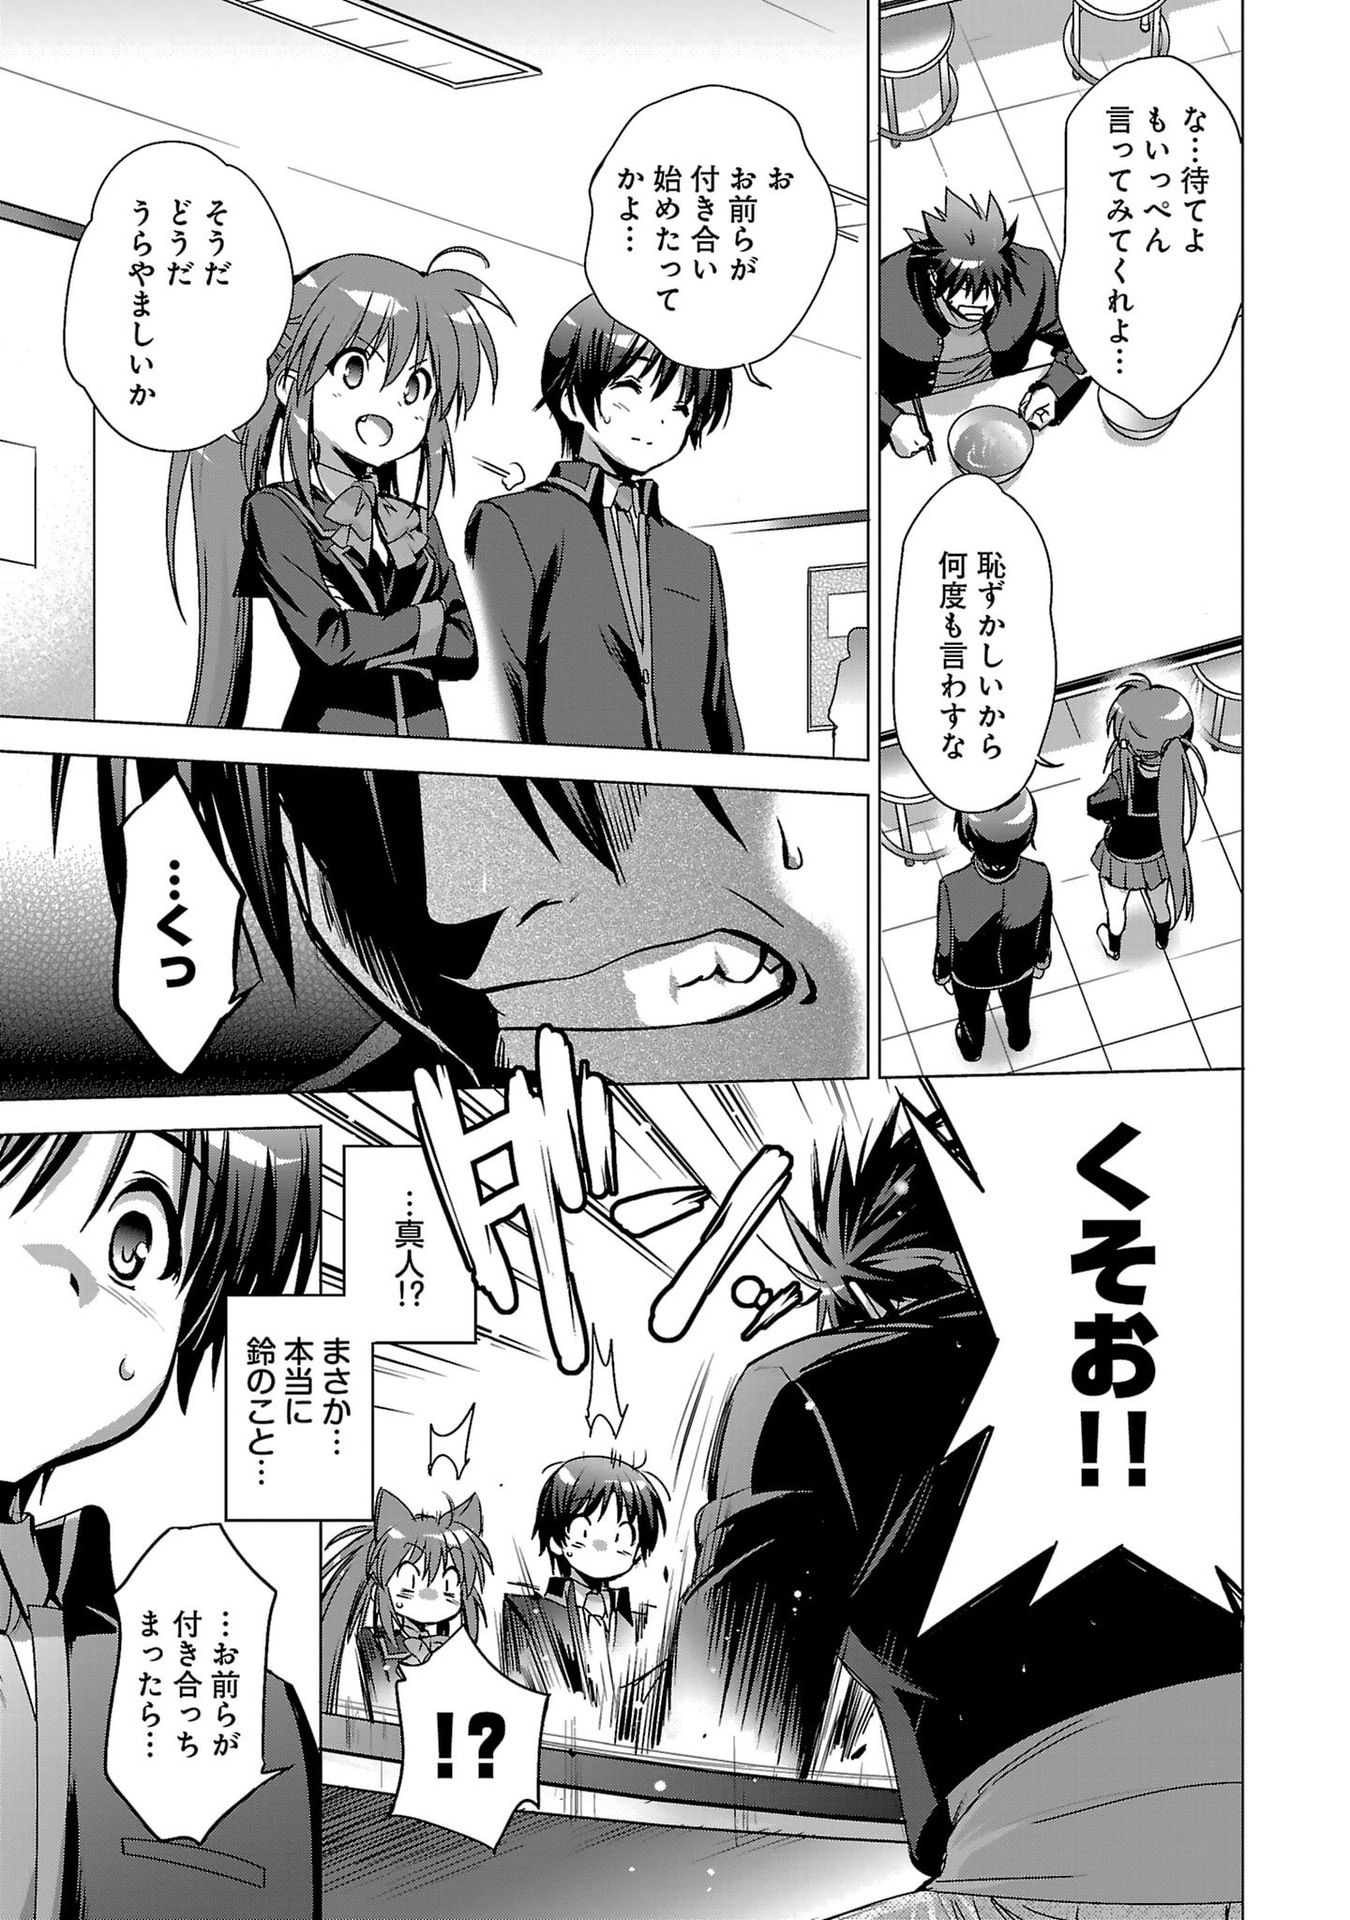 な…待てよ
もいっぺん
言ってみてくれよ…
恥ずかしいから
何度も言わすな
お
お前らが
付き合い
始めたって
かよ…
そうだ
どうだ
うらやましいか
…くっ
くそお!!
ガーンッ
!?
…真人!?
まさか…
本当に
鈴のこと…
…お前らが
付き合っち
まったら…